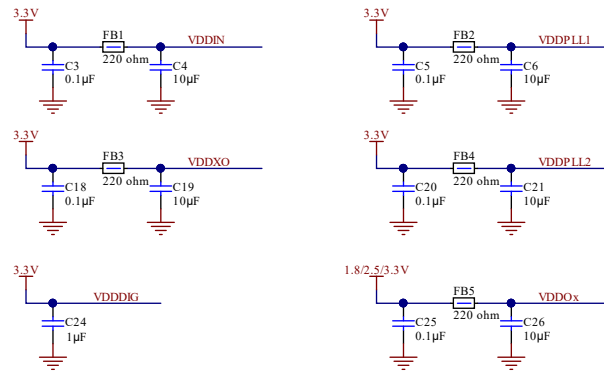 3.3V
FB1
VDDIN
220 ohm
C3
0.1µF
C4
10µF
3.3V
FB2
VDDPLL1
220 ohm
C5
0.1µF
C6
10µF
3.3V
FB3
VDDXO
220 ohm
C18
0.1µF
C19
10µF
3.3V
FB4
VDDPLL2
220 ohm
C20
0.1µF
C21
10µF
3.3V
VDDDIG
C24
1µF
1.8/2.5/3.3V
FB5
VDDOx
220 ohm
C25
0.1µF
C26
10µF